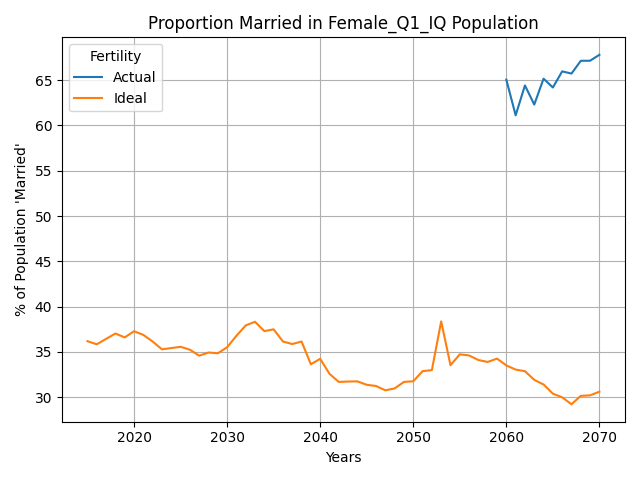 Proportion Married in Female_Q1_IQ Population
Fertility
Actual
Ideal
% of Population 'Married'
65
60
55
50
45
40
35
30
2020
2030
2040
2050
2060
2070
Years